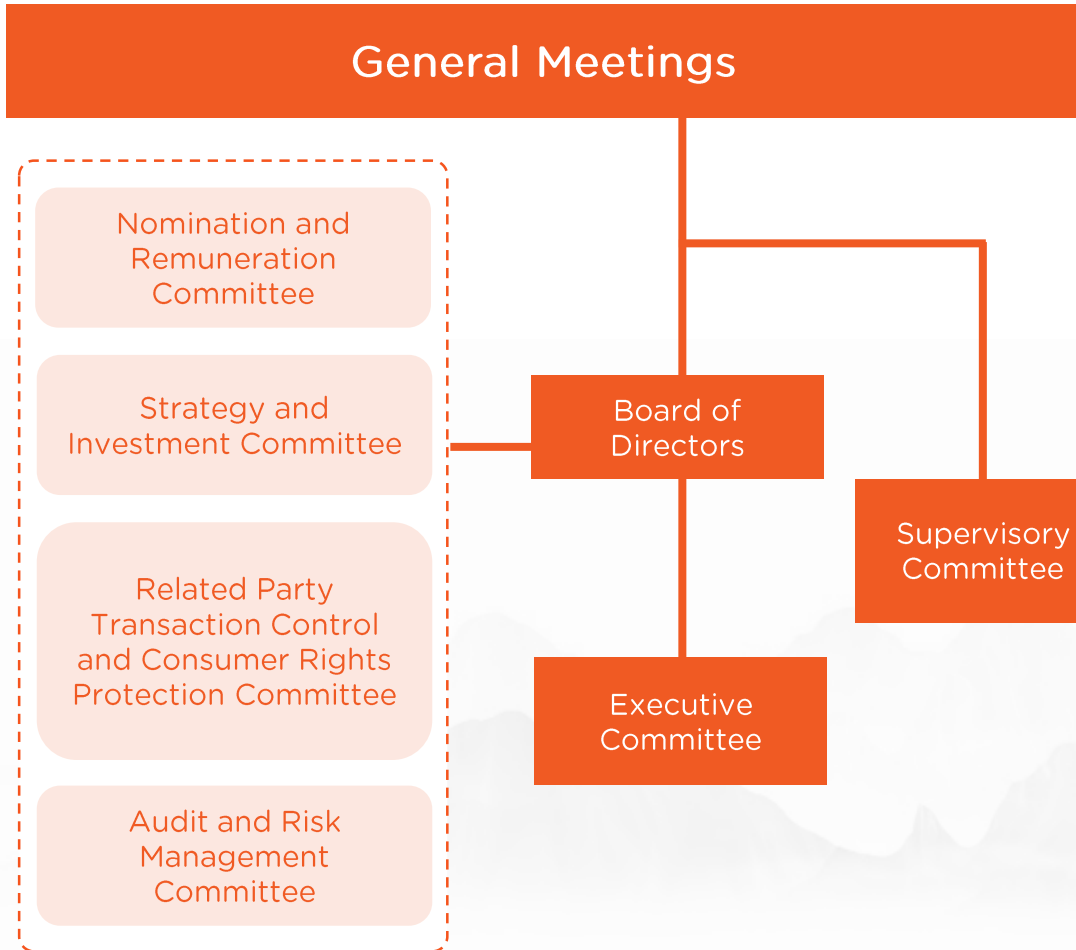 General Meetings
Nomination and
Remuneration
Committee
Strategy and
Investment Committee
Related Party
Transaction Control
and Consumer Rights
Protection Committee
Audit and Risk
Management
Committee
Board of
Directors
Executive
Committee
Supervisory
Committee